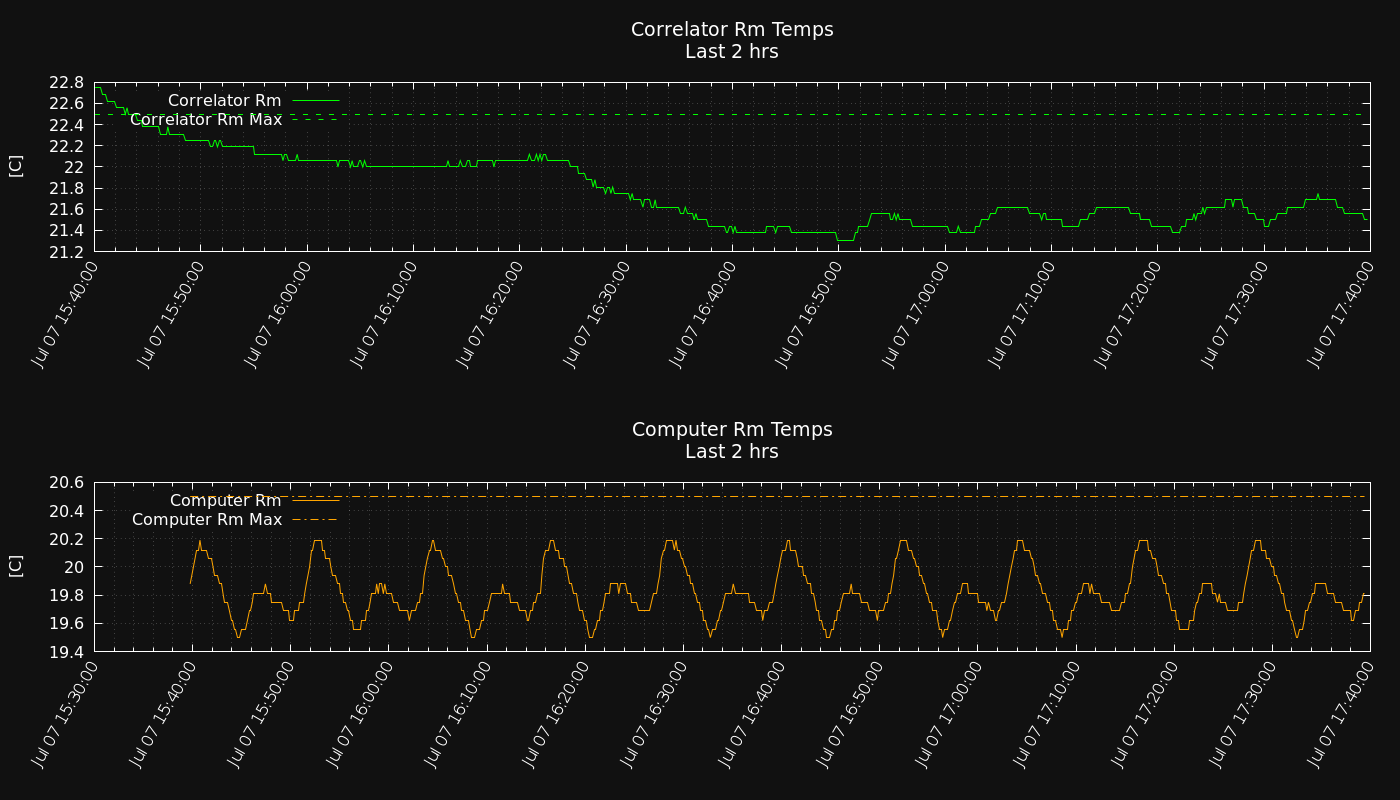 Correlator Rm Temps
Last 2 hrs
22.8
22.6
22.4
22.2
22
21.8
21.6
21.4
21.2
[C]
Correlator Rm
Correlator Rm Max
Jul 07 15:40:00
Jul 07 15:50:00
Jul 07 16:00:00
Jul 07 16:10:00
Jul 07 16:20:00
Jul 07 16:30:00
Jul 07 16:40:00
Jul 07 16:50:00
Jul 07 17:00:00
Jul 07 17:10:00
Jul 07 17:20:00
Jul 07 17:30:00
Jul 07 17:40:00
Computer Rm Temps
Last 2 hrs
20.6
20.4
20.2
20
19.8
19.6
19.4
[C]
Computer Rm
Computer Rm Max
Jul 07 15:30:00
Jul 07 15:40:00
Jul 07 15:50:00
Jul 07 16:00:00
Jul 07 16:10:00
Jul 07 16:20:00
Jul 07 16:30:00
Jul 07 16:40:00
Jul 07 16:50:00
Jul 07 17:00:00
Jul 07 17:10:00
Jul 07 17:20:00
Jul 07 17:30:00
Jul 07 17:40:00